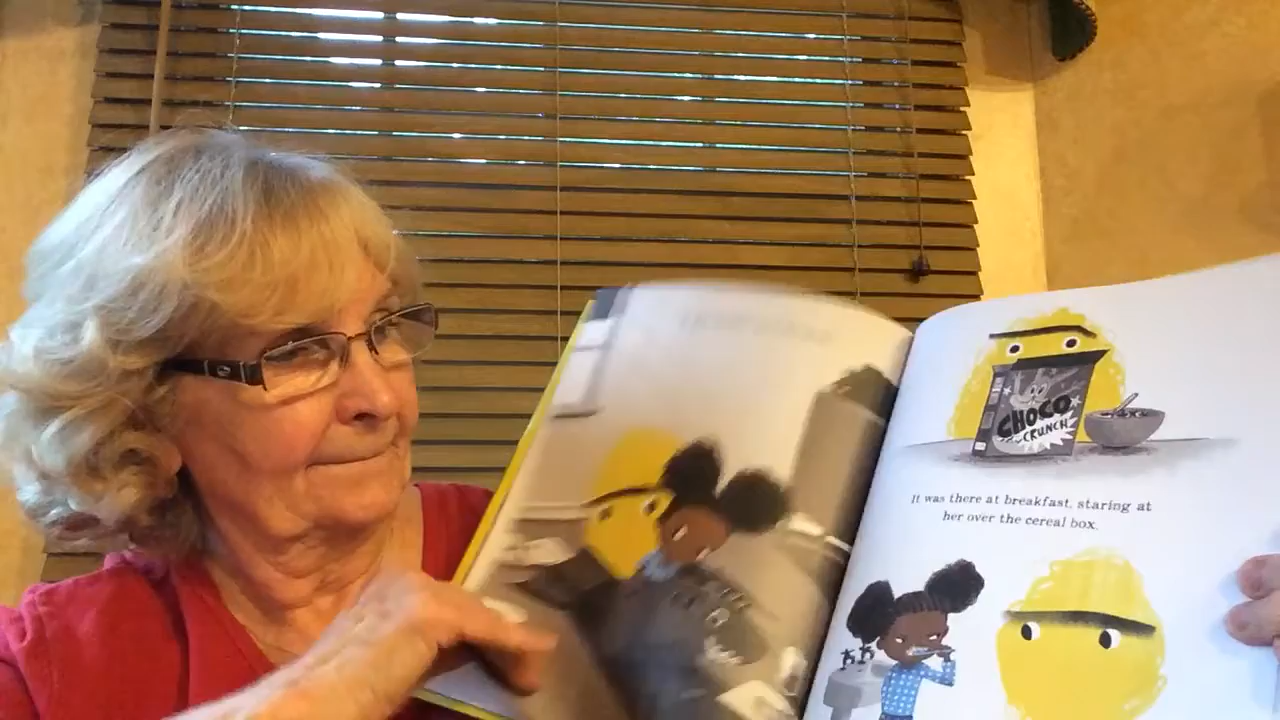 CHOCO
CRUNCH
It was there at breakfast, staring at
her over the cereal box.